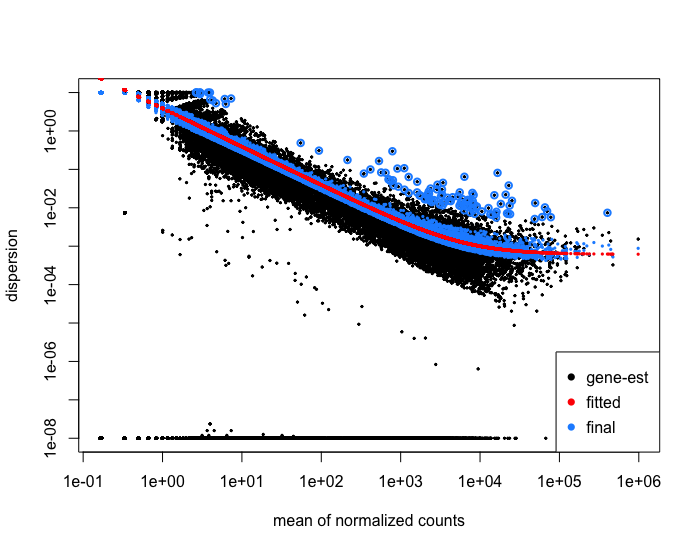 dispersion
1e+00
1e-02
1e-04
1e-06
1e-08
gene-est
fitted
final
1e-01 1e+00 1e+01 1e+02 1e+03 1e+04 1e+05 1e+06
mean of normalized counts